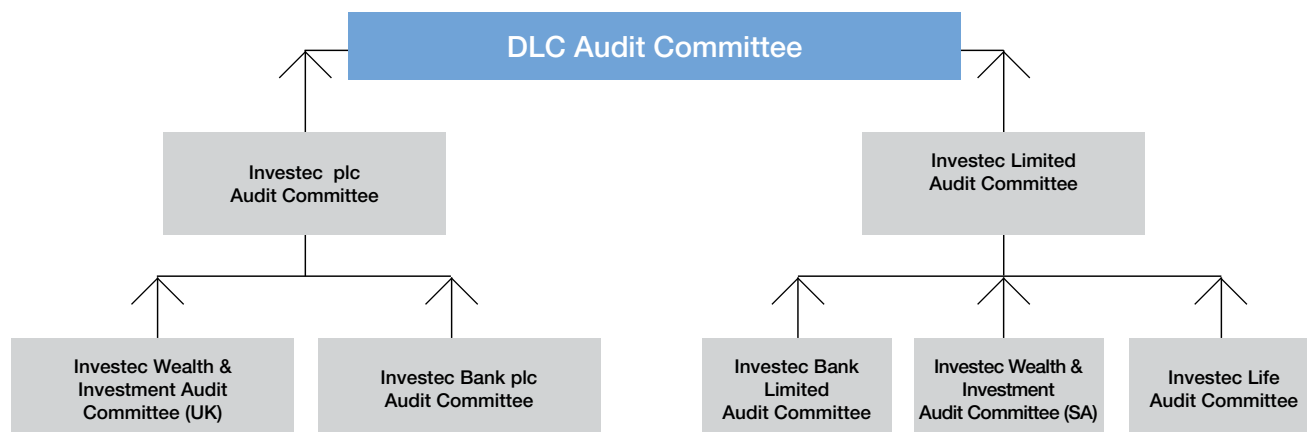 DLC Audit Committee
Investec plc
Audit Committee
Investec Limited
Audit Committee
Investec Wealth &
Investment Audit
Committee (UK)
Investec Bank plc
Audit Committee
Investec Bank
Limited
Audit Committee
Investec Wealth &
Investment
Audit Committee (SA)
Investec Life
Audit Committee